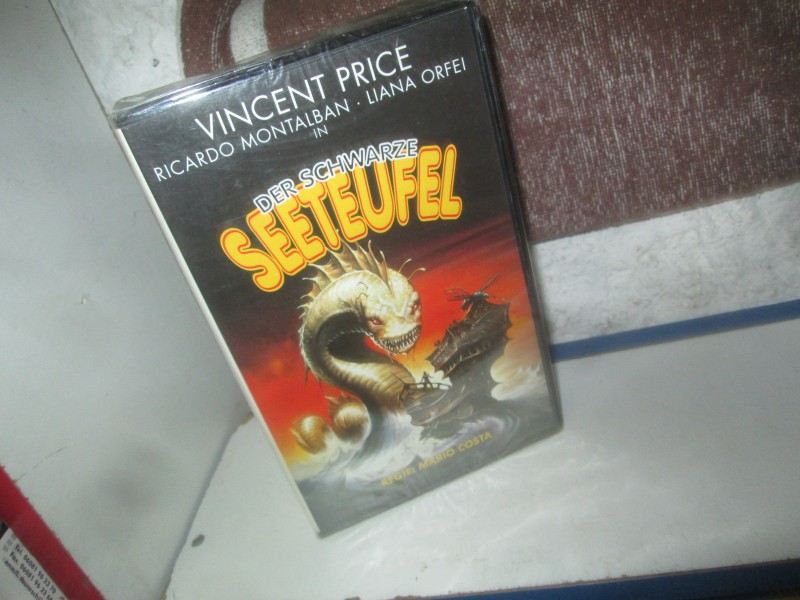 VINCENT PRICE
RICARDO MONTALBAN · LIANA ORFEI
IN
DER SCHWARZE
SEETEUFEL
REGIE: MARIO COSTA